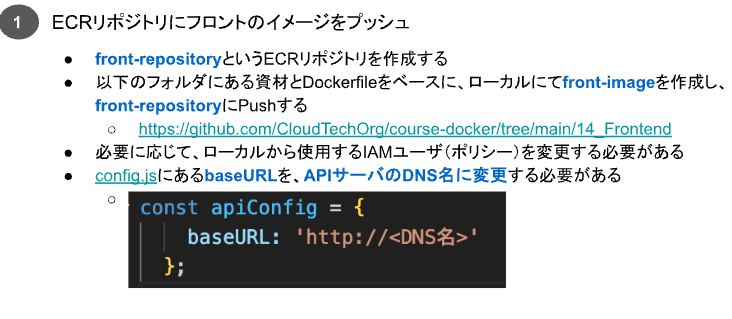 1 ECRリポジトリにフロントのイメージをプッシュ
● front-repositoryというECRリポジトリを作成する
● 以下のフォルダにある資材とDockerfileをベースに、ローカルにてfront-imageを作成し、
front-repositoryにPushする
○ https://github.com/CloudTechOrg/course-docker/tree/main/14_Frontend
● 必要に応じて、ローカルから使用するIAMユーザ（ポリシー）を変更する必要がある
● config.jsにあるbaseURLを、APIサーバのDNS名に変更する必要がある
○
const apiConfig = {
baseURL: 'http://<DNS名>'
};